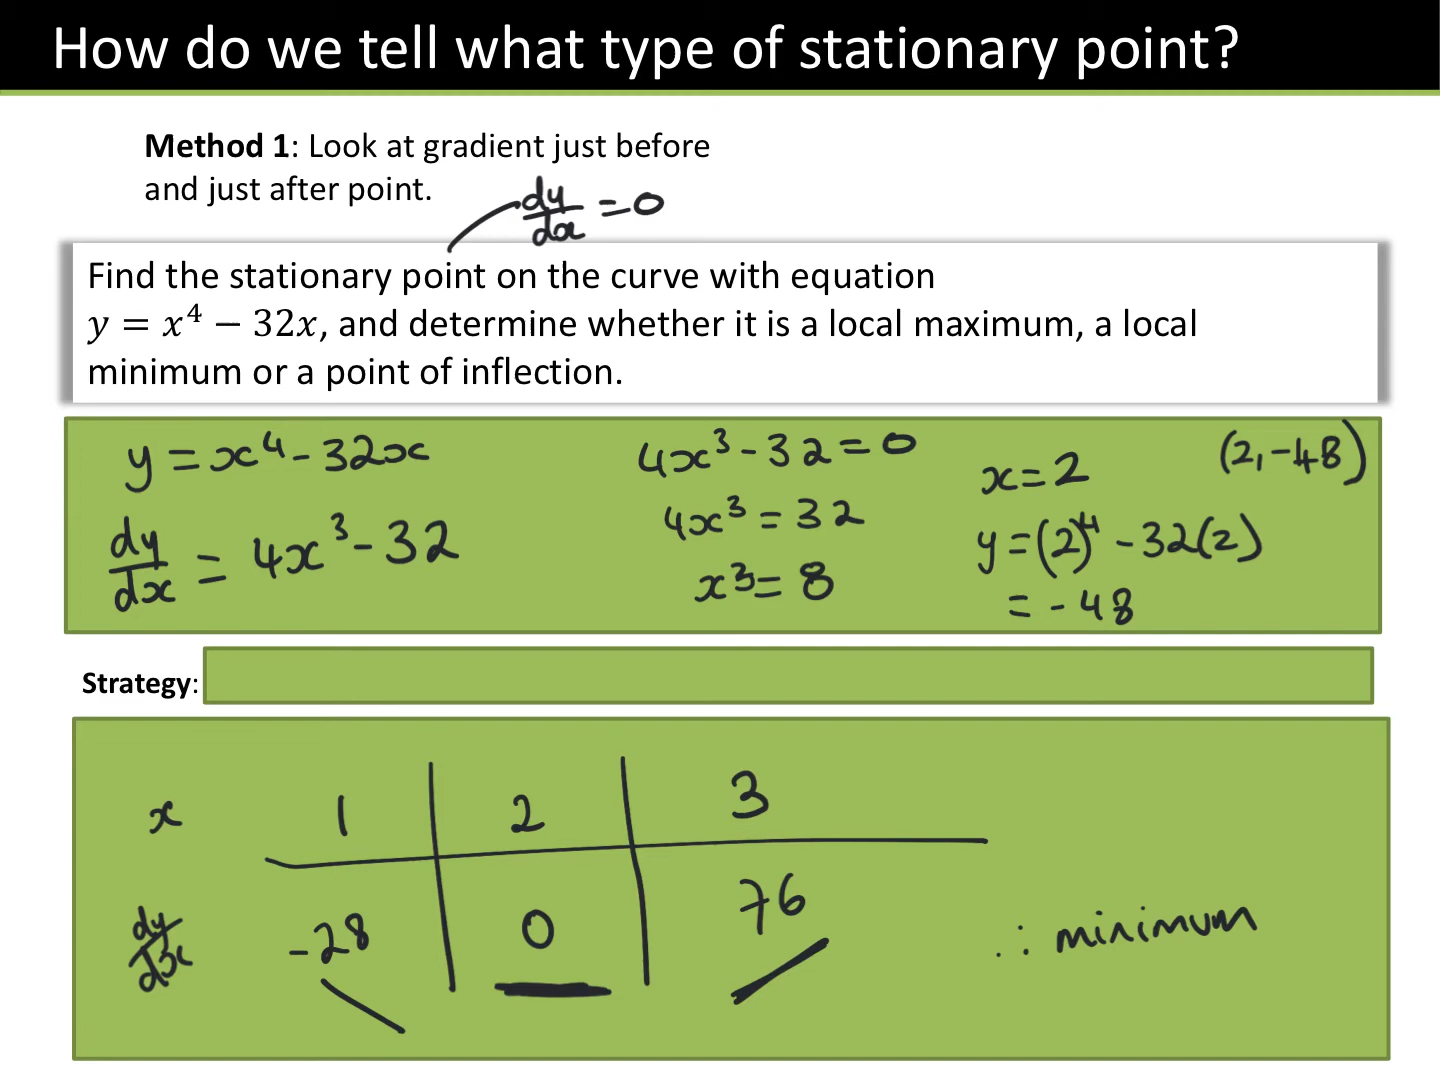 How do we tell what type of stationary point?
Method 1: Look at gradient just before
and just after point.
dy/dx = 0
Find the stationary point on the curve with equation
y = x⁴ − 32x, and determine whether it is a local maximum, a local
minimum or a point of inflection.
y = x⁴ - 32x
dy/dx = 4x³ - 32
4x³ - 32 = 0
4x³ = 32
x³ = 8
x = 2
y = (2)⁴ - 32(2)
= -48
(2, -48)
Strategy:
x 1 2 3
dy/dx -28 0 76
∴ minimum